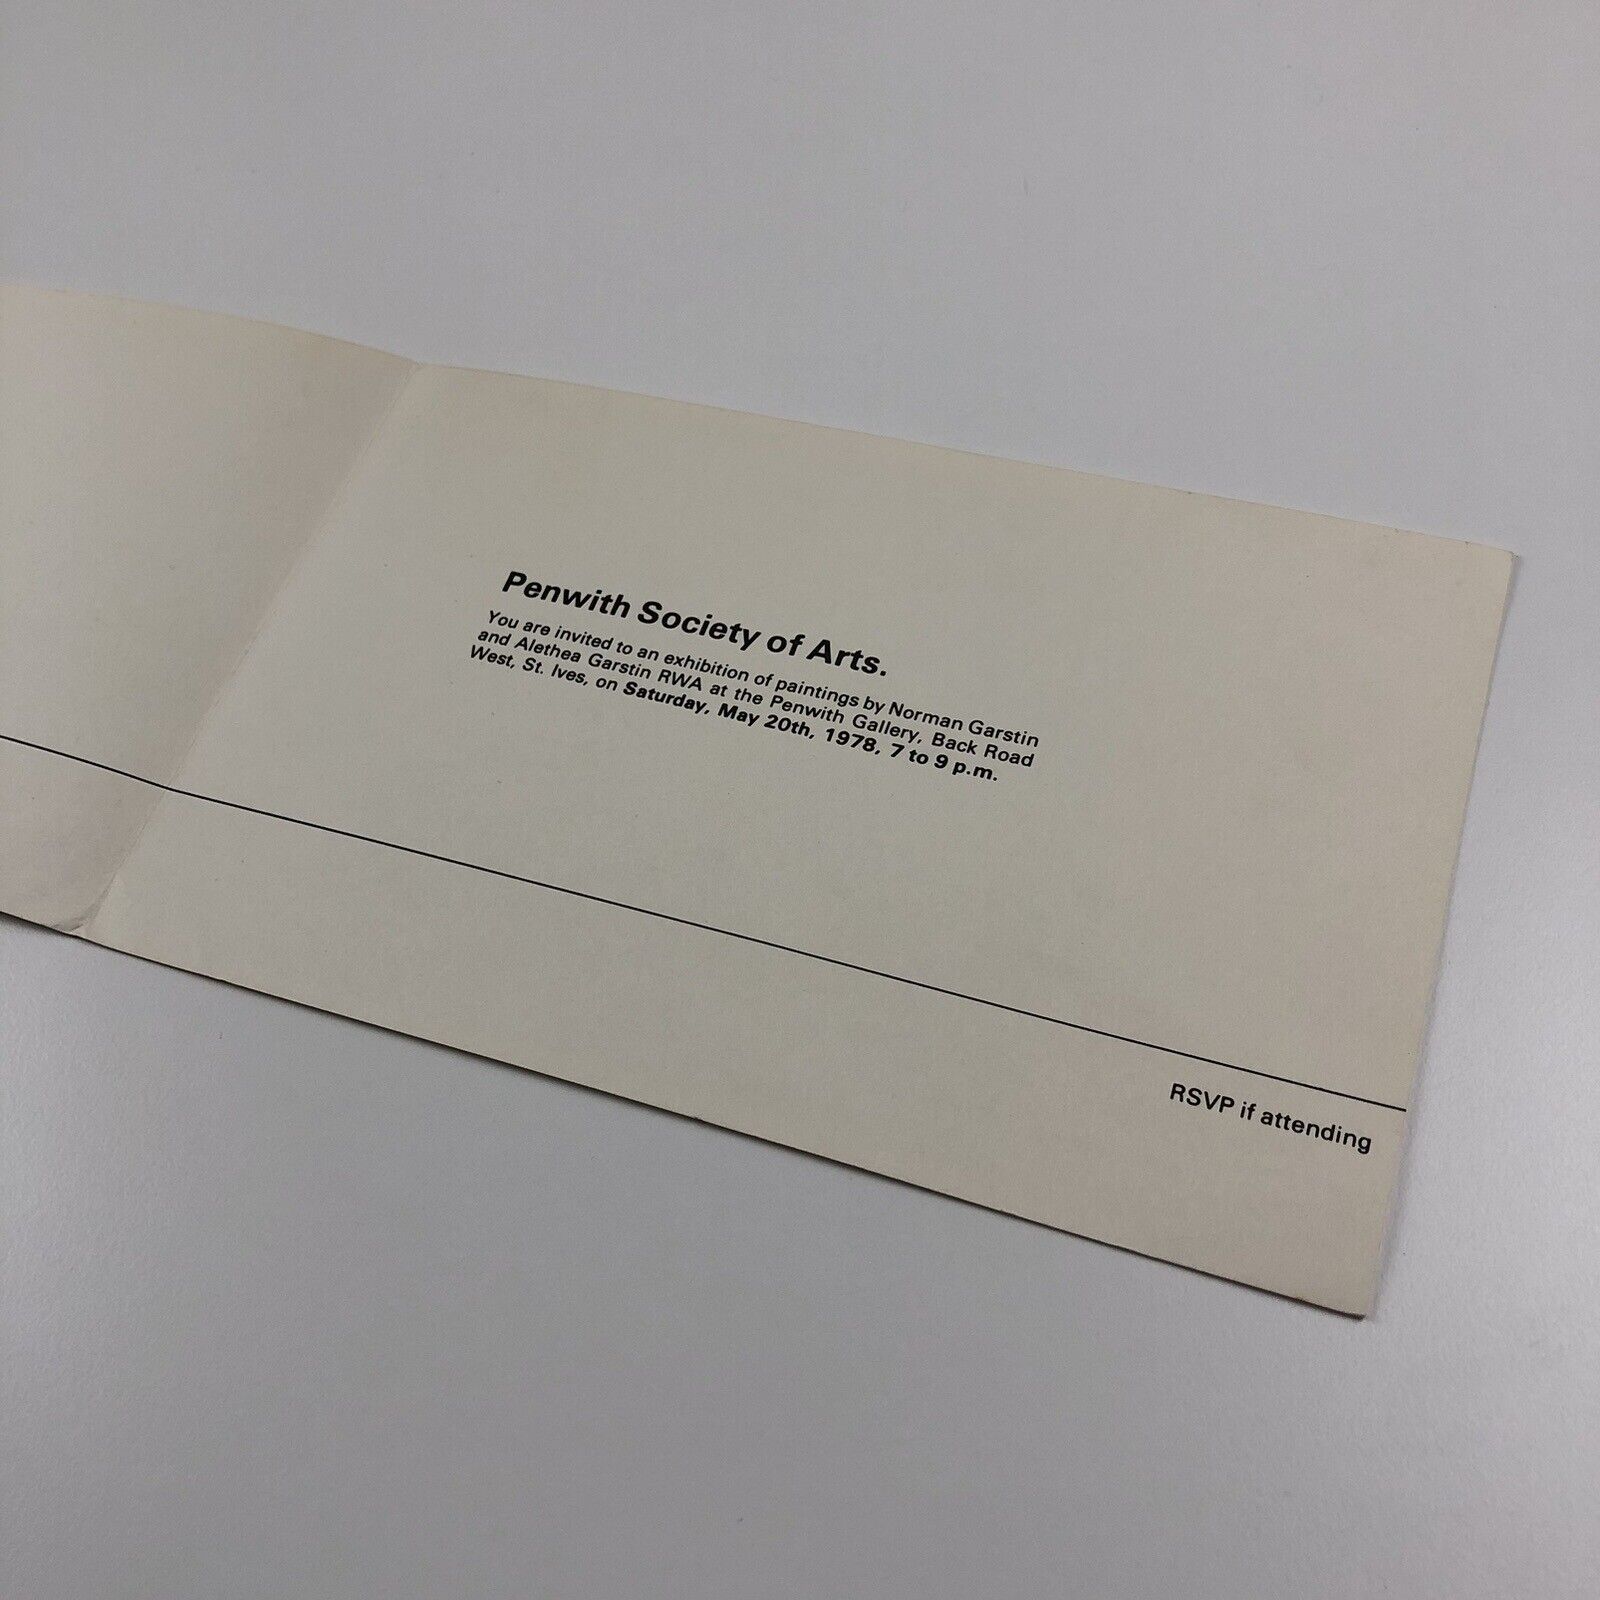 Penwith Society of Arts.
You are invited to an exhibition of paintings by Norman Garstin
and Alethea Garstin RWA at the Penwith Gallery, Back Road
West, St. Ives, on Saturday, May 20th, 1978, 7 to 9 p.m.
RSVP if attending